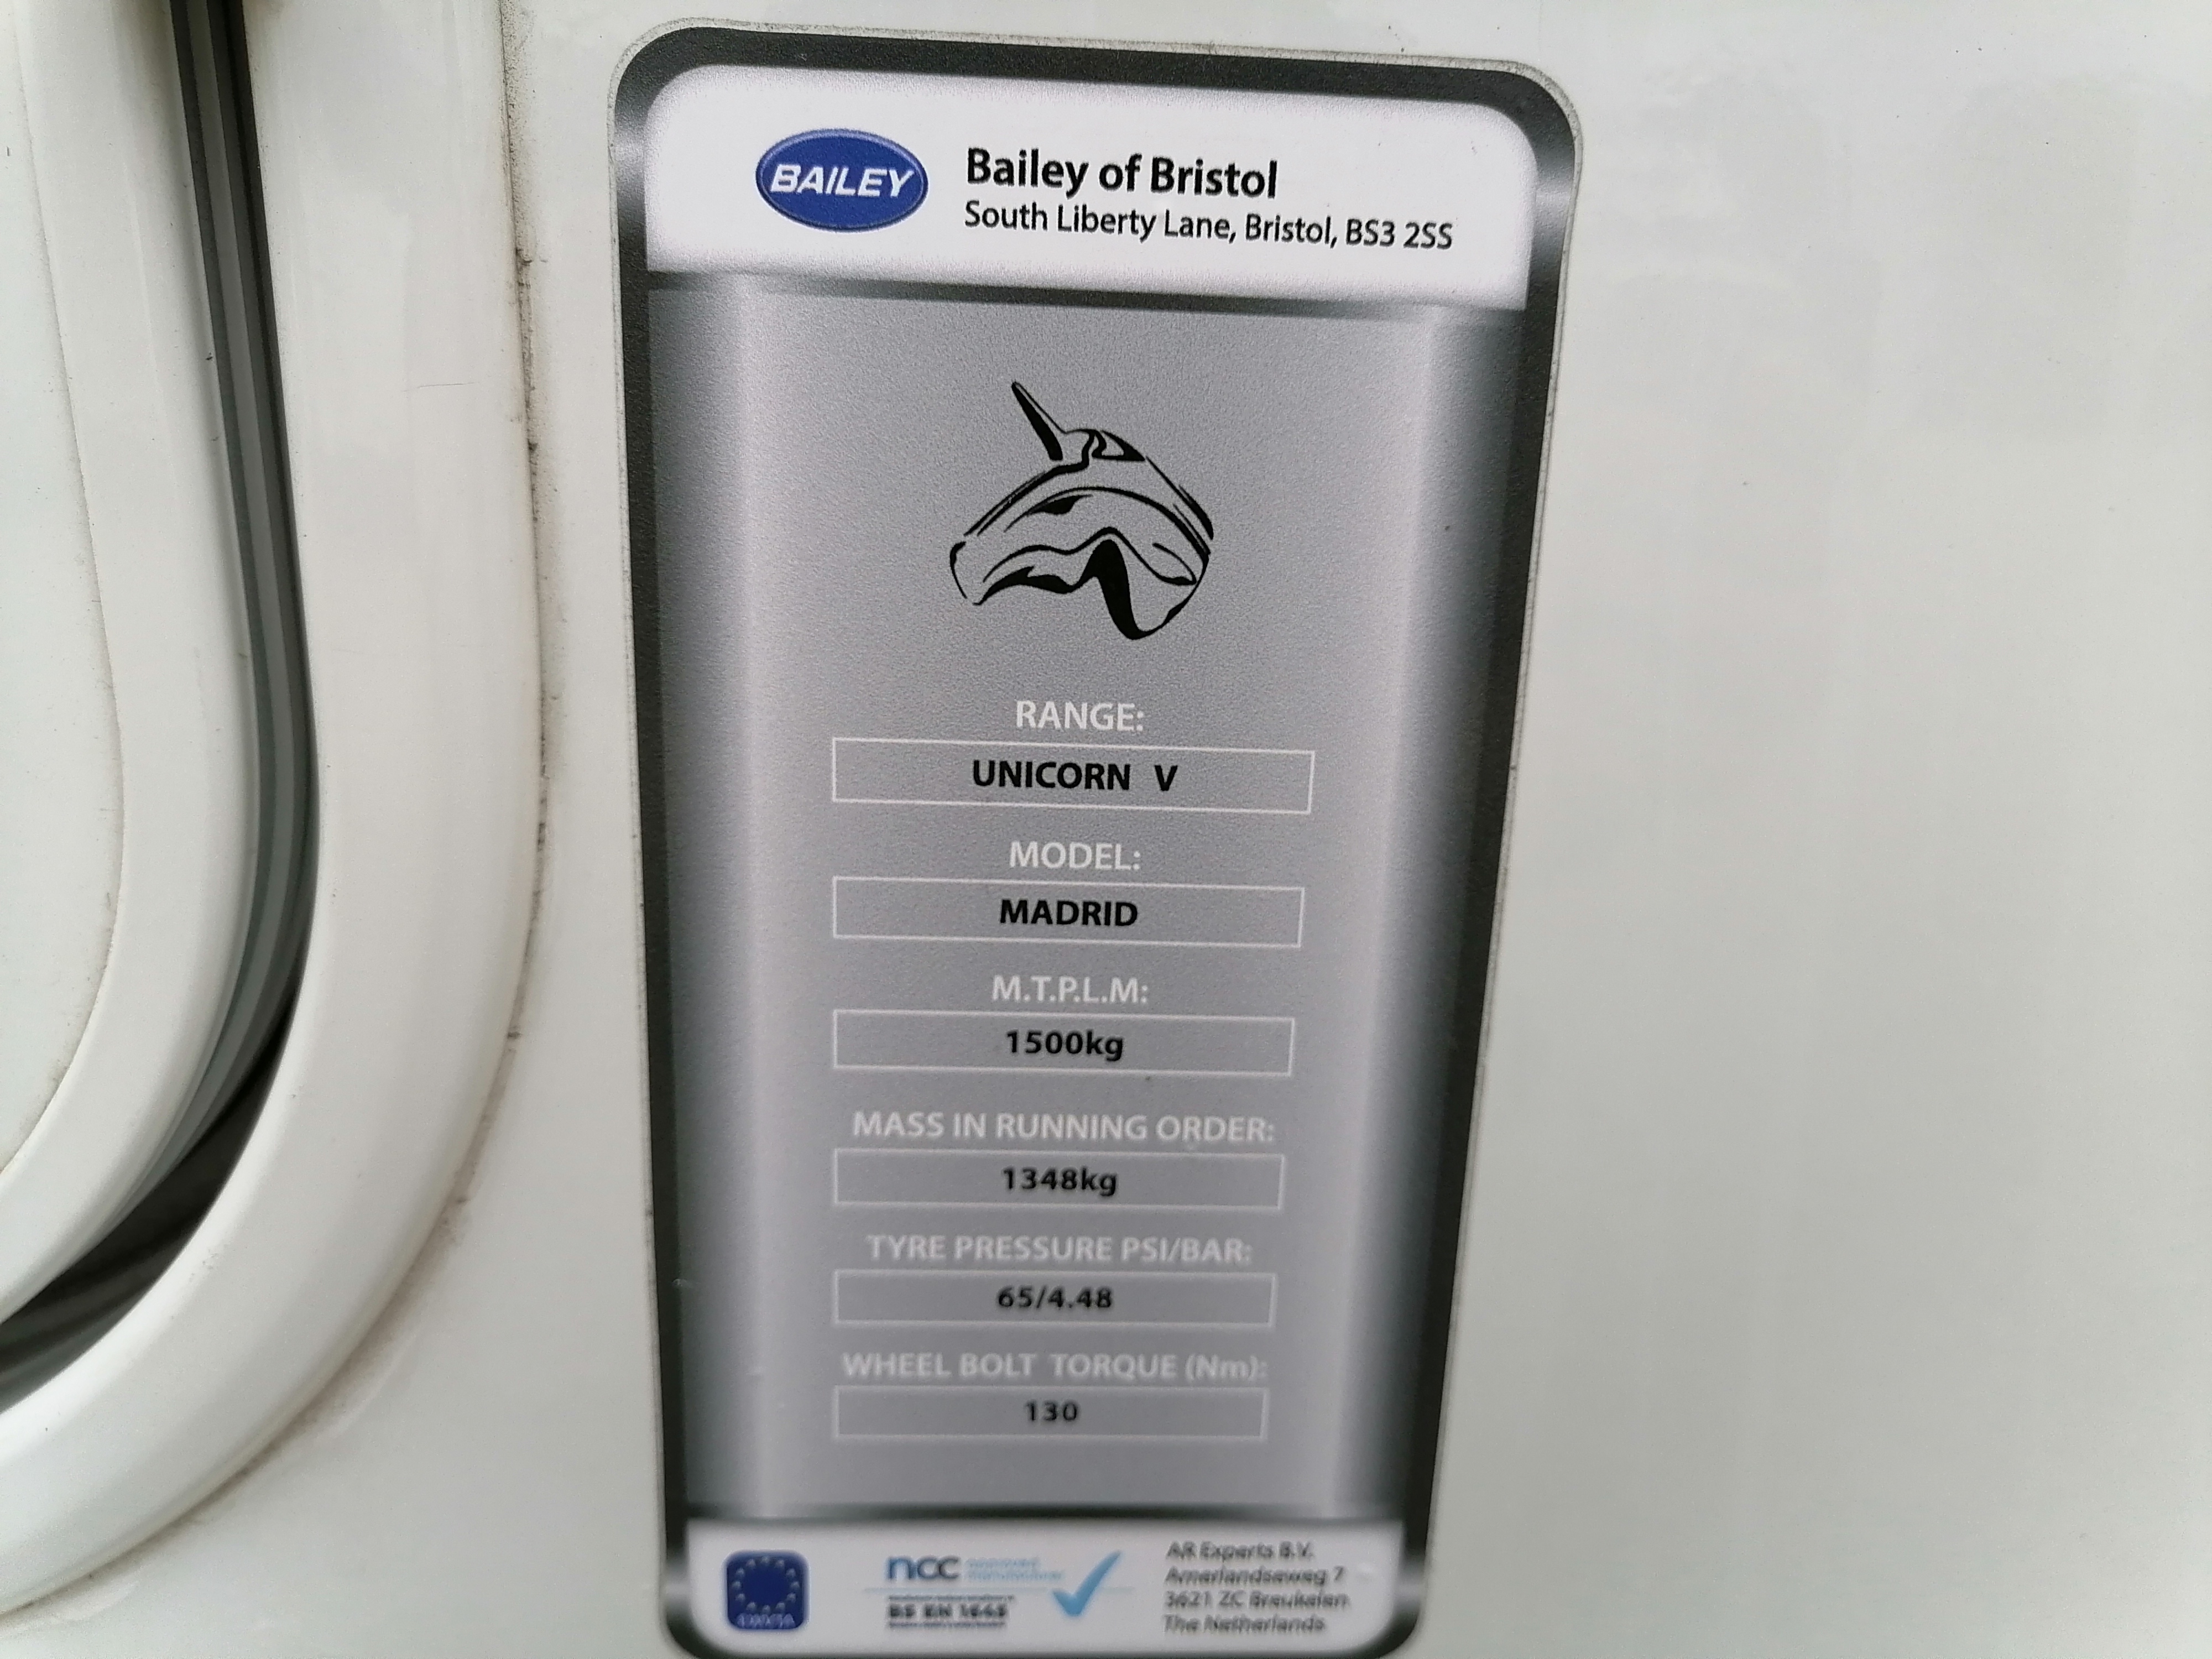 BAILEY
Bailey of Bristol
South Liberty Lane, Bristol, BS3 2SS
RANGE:
UNICORN V
MODEL:
MADRID
M.T.P.L.M:
1500kg
MASS IN RUNNING ORDER:
1348kg
TYRE PRESSURE PSI/BAR:
65/4.48
WHEEL BOLT TORQUE (Nm):
130
ncc approved
manufacturer
BS EN 1645
AR Experts B.V.
Amerlandseweg 7
3621 ZC Breukelen
The Netherlands